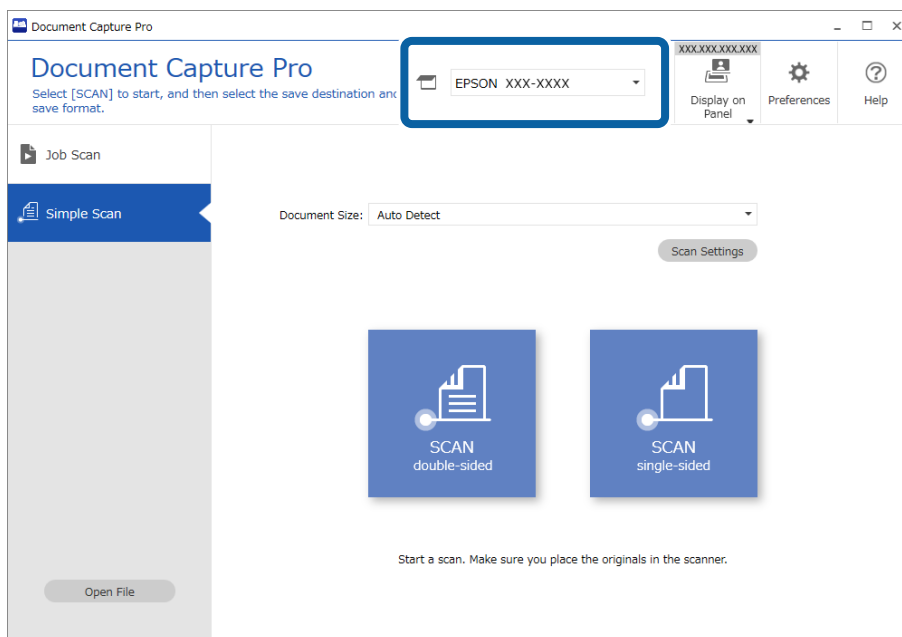 Document Capture Pro
Document Capture Pro
Select [SCAN] to start, and then select the save destination and
save format.
EPSON XXX-XXXX
XXX.XXX.XXX.XXX
Display on
Panel
Preferences
Help
Job Scan
Simple Scan
Document Size: Auto Detect
Scan Settings
SCAN
double-sided
SCAN
single-sided
Start a scan. Make sure you place the originals in the scanner.
Open File